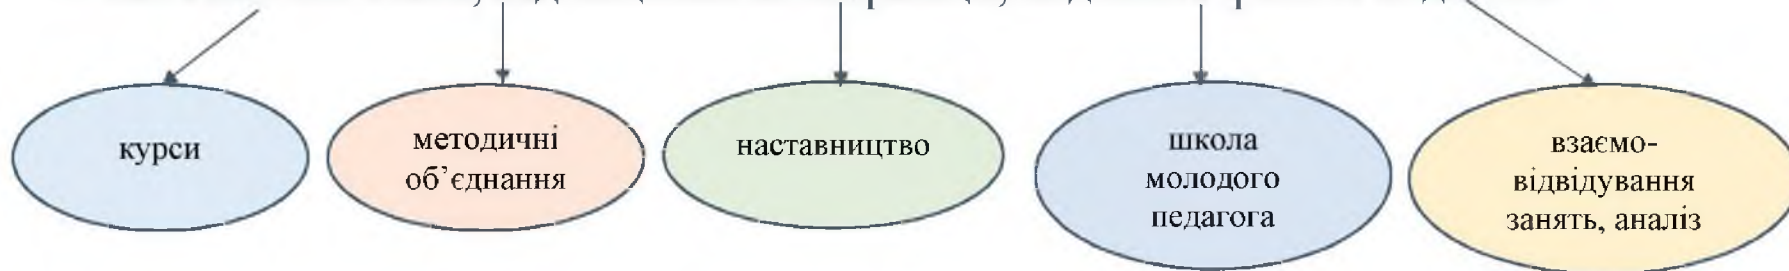 курси
методичні
об’єднання
наставництво
школа
молодого
педагога
взаємо-
відвідування
занять, аналіз